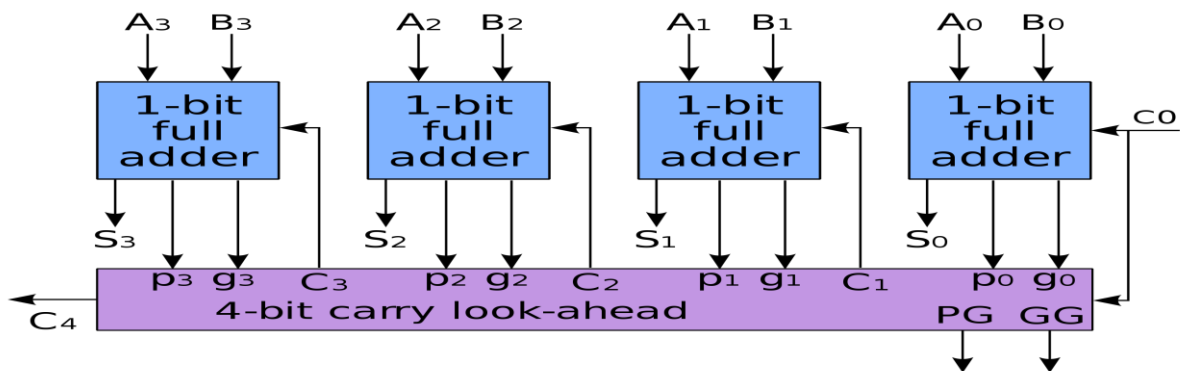 A₃ B₃ A₂ B₂ A₁ B₁ A₀ B₀
1-bit full adder
1-bit full adder
1-bit full adder
1-bit full adder
C0
S₃ S₂ S₁ S₀
p₃ g₃ C₃ p₂ g₂ C₂ p₁ g₁ C₁ p₀ g₀
C₄ 4-bit carry look-ahead PG GG